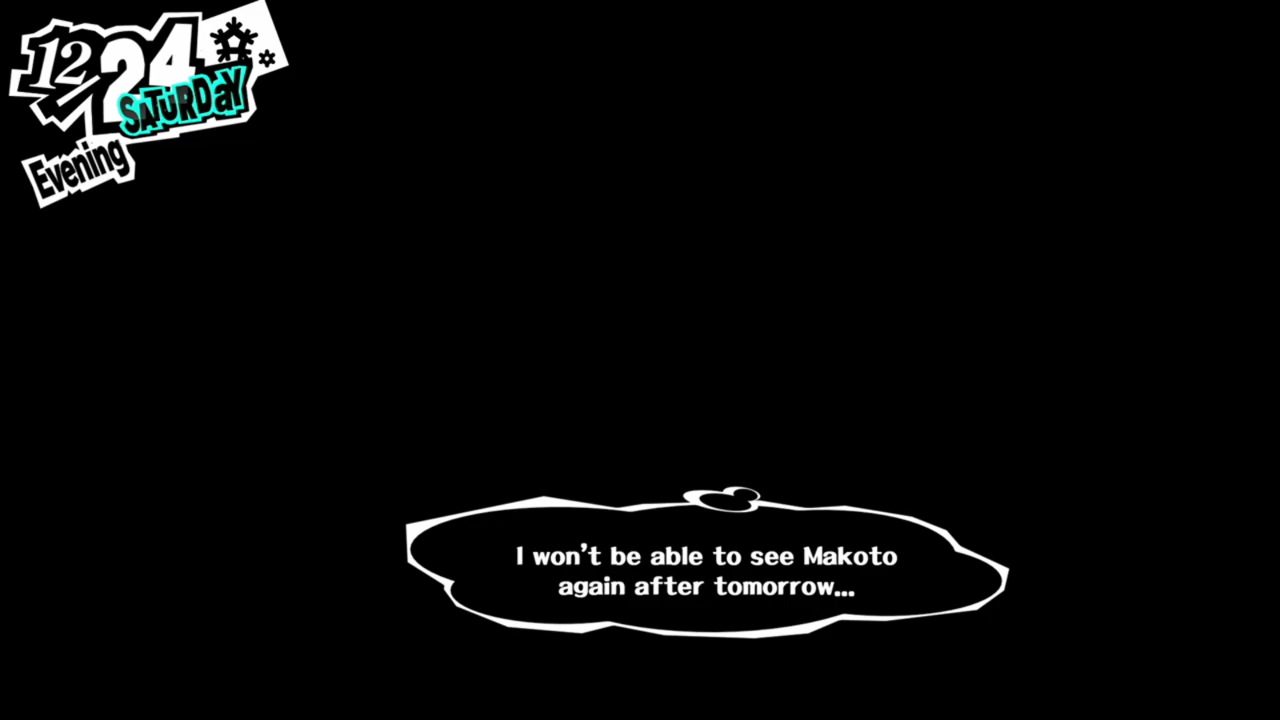 12/24
SATURDAY
Evening
I won't be able to see Makoto
again after tomorrow...